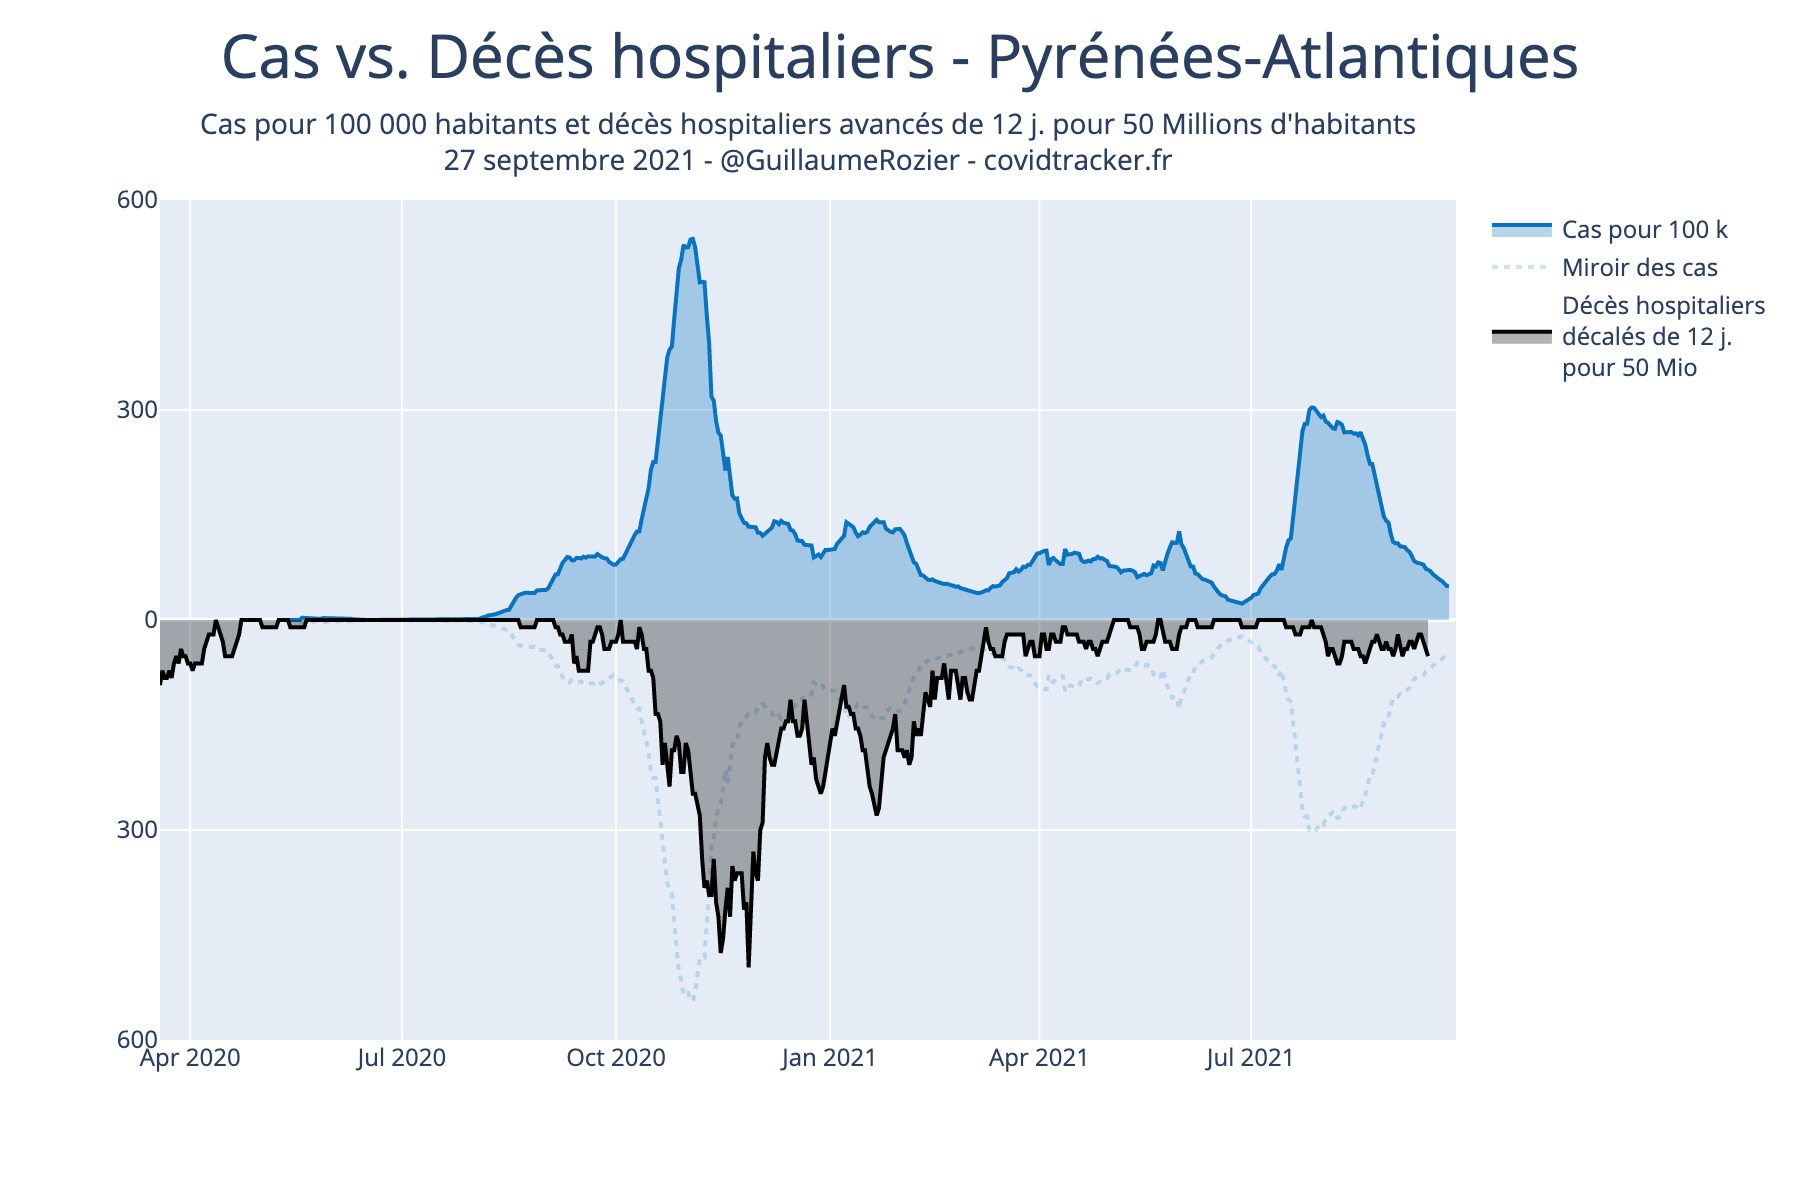 Cas vs. Décès hospitaliers - Pyrénées-Atlantiques
Cas pour 100 000 habitants et décès hospitaliers avancés de 12 j. pour 50 Millions d'habitants
27 septembre 2021 - @GuillaumeRozier - covidtracker.fr
600
300
0
300
600
Apr 2020
Jul 2020
Oct 2020
Jan 2021
Apr 2021
Jul 2021
Cas pour 100 k
Miroir des cas
Décès hospitaliers
décalés de 12 j.
pour 50 Mio